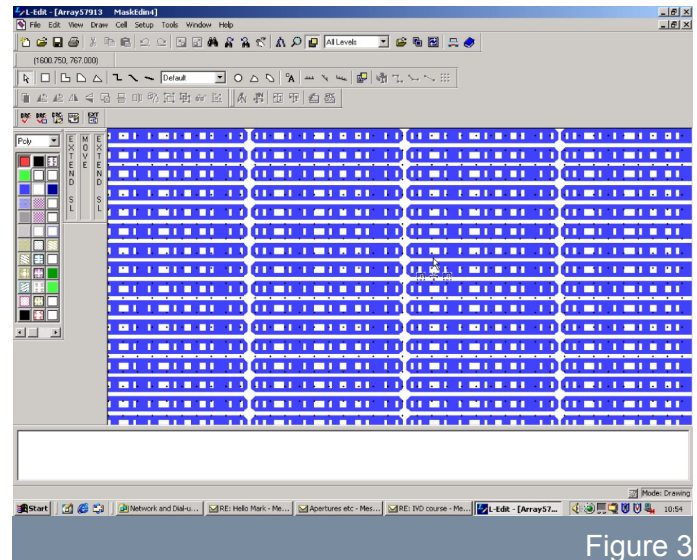 L-Edit - [Array57913 MaskEdin4]
File Edit View Draw Cell Setup Tools Window Help
All Levels
(1600.750, 767.000)
Default
Poly
EXTEND SL
MOVE
EXTEND SL
Mode: Drawing
Start
Network and Dial-u...
RE: Hello Mark - Me...
Apertures etc - Mes...
RE: IVD course - Me...
L-Edit - [Array57...
10:54
Figure 3